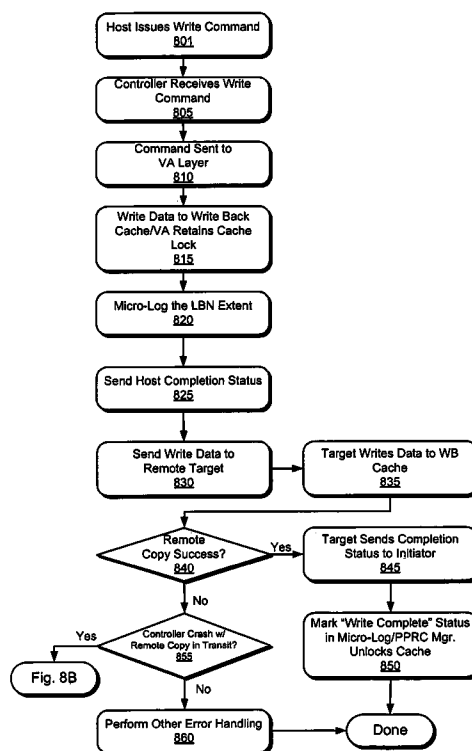 Host Issues Write Command
801
Controller Receives Write
Command
805
Command Sent to
VA Layer
810
Write Data to Write Back
Cache/VA Retains Cache
Lock
815
Micro-Log the LBN Extent
820
Send Host Completion Status
825
Send Write Data to
Remote Target
830
Target Writes Data to WB
Cache
835
Remote
Copy Success?
840
Yes
Target Sends Completion
Status to Initiator
845
No
Mark "Write Complete" Status
in Micro-Log/PPRC Mgr.
Unlocks Cache
850
Controller Crash w/
Remote Copy in Transit?
855
Yes
Fig. 8B
No
Perform Other Error Handling
860
Done